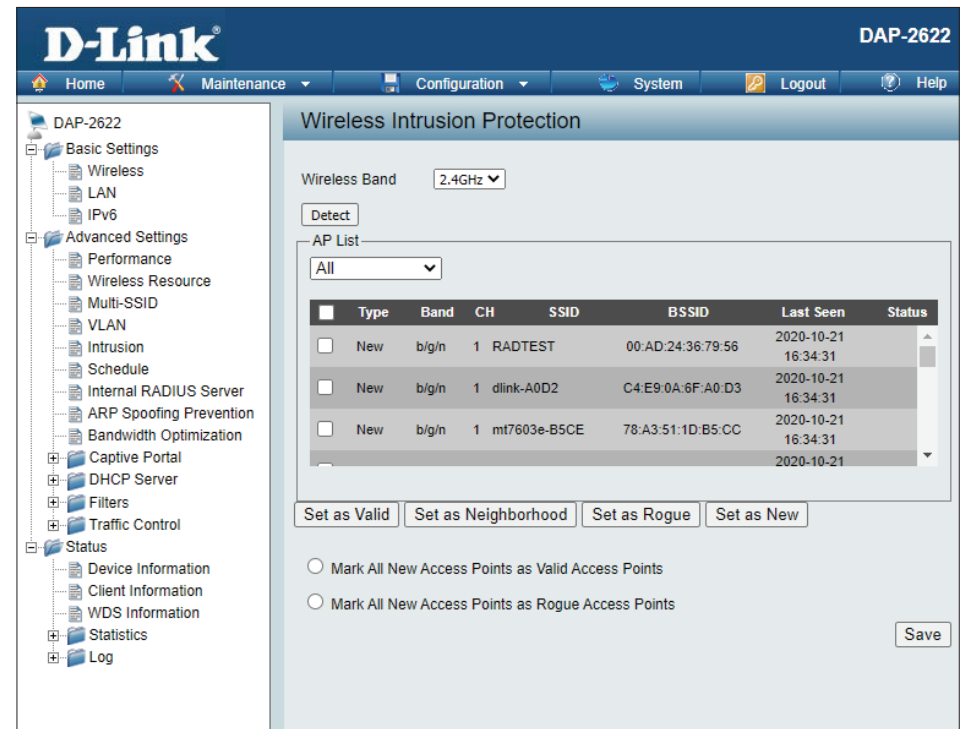 D-Link®
DAP-2622
Home Maintenance Configuration System Logout Help
DAP-2622
Basic Settings
Wireless
LAN
IPv6
Advanced Settings
Performance
Wireless Resource
Multi-SSID
VLAN
Intrusion
Schedule
Internal RADIUS Server
ARP Spoofing Prevention
Bandwidth Optimization
Captive Portal
DHCP Server
Filters
Traffic Control
Status
Device Information
Client Information
WDS Information
Statistics
Log
Wireless Intrusion Protection
Wireless Band 2.4GHz
Detect
AP List
All
Type Band CH SSID BSSID Last Seen Status
New b/g/n 1 RADTEST 00:AD:24:36:79:56 2020-10-21
16:34:31
New b/g/n 1 dlink-A0D2 C4:E9:0A:6F:A0:D3 2020-10-21
16:34:31
New b/g/n 1 mt7603e-B5CE 78:A3:51:1D:B5:CC 2020-10-21
16:34:31
2020-10-21
Set as Valid Set as Neighborhood Set as Rogue Set as New
Mark All New Access Points as Valid Access Points
Mark All New Access Points as Rogue Access Points
Save